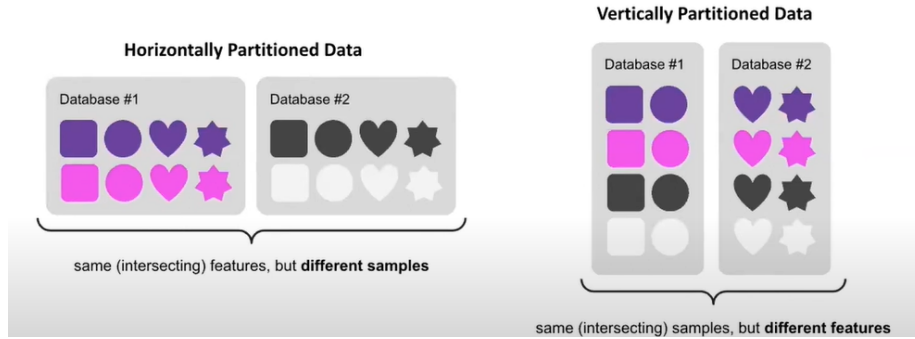 Horizontally Partitioned Data
Database #1
Database #2
same (intersecting) features, but different samples
Vertically Partitioned Data
Database #1
Database #2
same (intersecting) samples, but different features